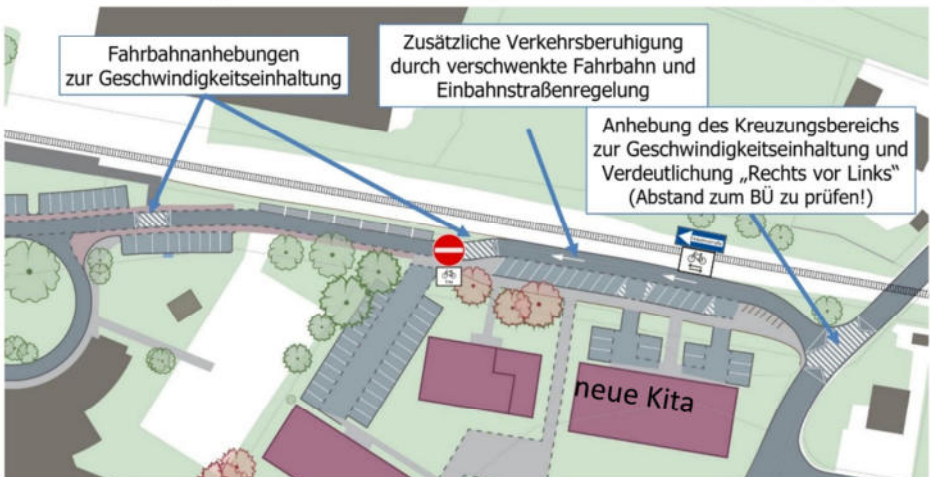 Fahrbahnanhebungen
zur Geschwindigkeitseinhaltung
Zusätzliche Verkehrsberuhigung
durch verschwenkte Fahrbahn und
Einbahnstraßenregelung
Anhebung des Kreuzungsbereichs
zur Geschwindigkeitseinhaltung und
Verdeutlichung „Rechts vor Links“
(Abstand zum BÜ zu prüfen!)
neue Kita